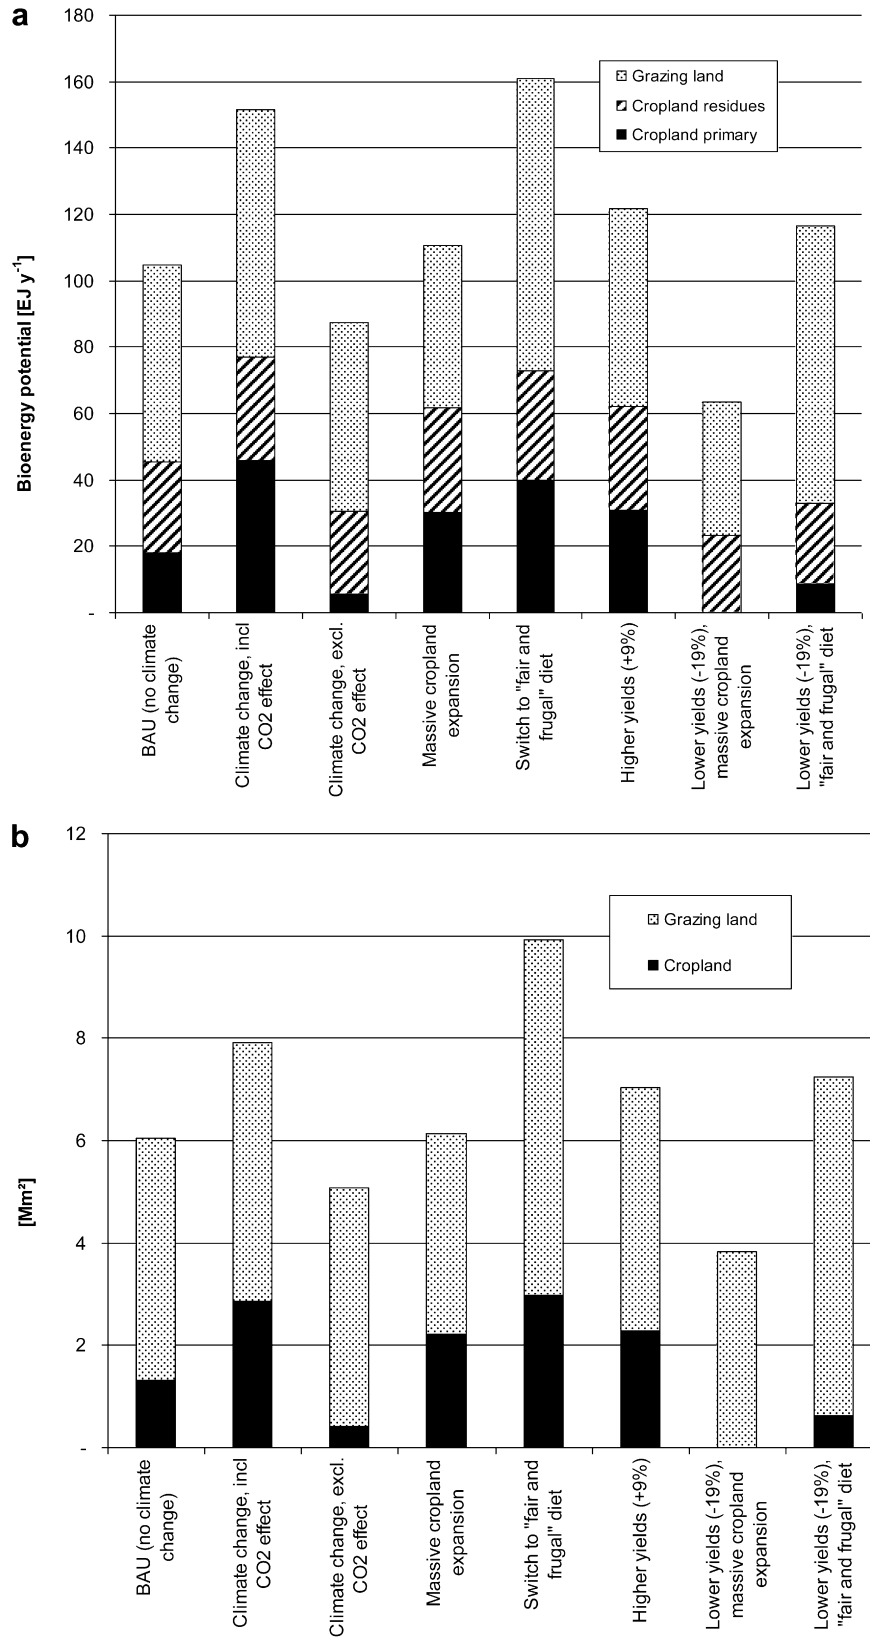 a
180
160
140
120
100
80
60
40
20
-
Bioenergy potential [EJ y-1]
Grazing land
Cropland residues
Cropland primary
BAU (no climate
change)
Climate change, incl
CO2 effect
Climate change, excl.
CO2 effect
Massive cropland
expansion
Switch to "fair and
frugal" diet
Higher yields (+9%)
Lower yields (-19%),
massive cropland
expansion
Lower yields (-19%),
"fair and frugal" diet
b
12
10
8
6
4
2
-
[Mm²]
Grazing land
Cropland
BAU (no climate
change)
Climate change, incl
CO2 effect
Climate change, excl.
CO2 effect
Massive cropland
expansion
Switch to "fair and
frugal" diet
Higher yields (+9%)
Lower yields (-19%),
massive cropland
expansion
Lower yields (-19%),
"fair and frugal" diet